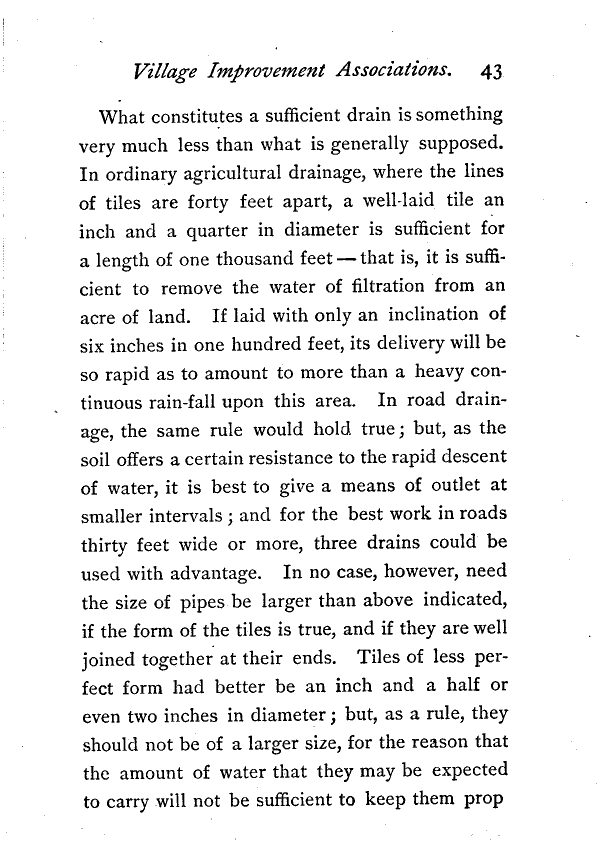 Village Improvement Associations. 43
What constitutes a sufficient drain is something
very much less than what is generally supposed.
In ordinary agricultural drainage, where the lines
of tiles are forty feet apart, a well-laid tile an
inch and a quarter in diameter is sufficient for
a length of one thousand feet — that is, it is suffi-
cient to remove the water of filtration from an
acre of land. If laid with only an inclination of
six inches in one hundred feet, its delivery will be
so rapid as to amount to more than a heavy con-
tinuous rain-fall upon this area. In road drain-
age, the same rule would hold true; but, as the
soil offers a certain resistance to the rapid descent
of water, it is best to give a means of outlet at
smaller intervals; and for the best work in roads
thirty feet wide or more, three drains could be
used with advantage. In no case, however, need
the size of pipes be larger than above indicated,
if the form of the tiles is true, and if they are well
joined together at their ends. Tiles of less per-
fect form had better be an inch and a half or
even two inches in diameter; but, as a rule, they
should not be of a larger size, for the reason that
the amount of water that they may be expected
to carry will not be sufficient to keep them prop